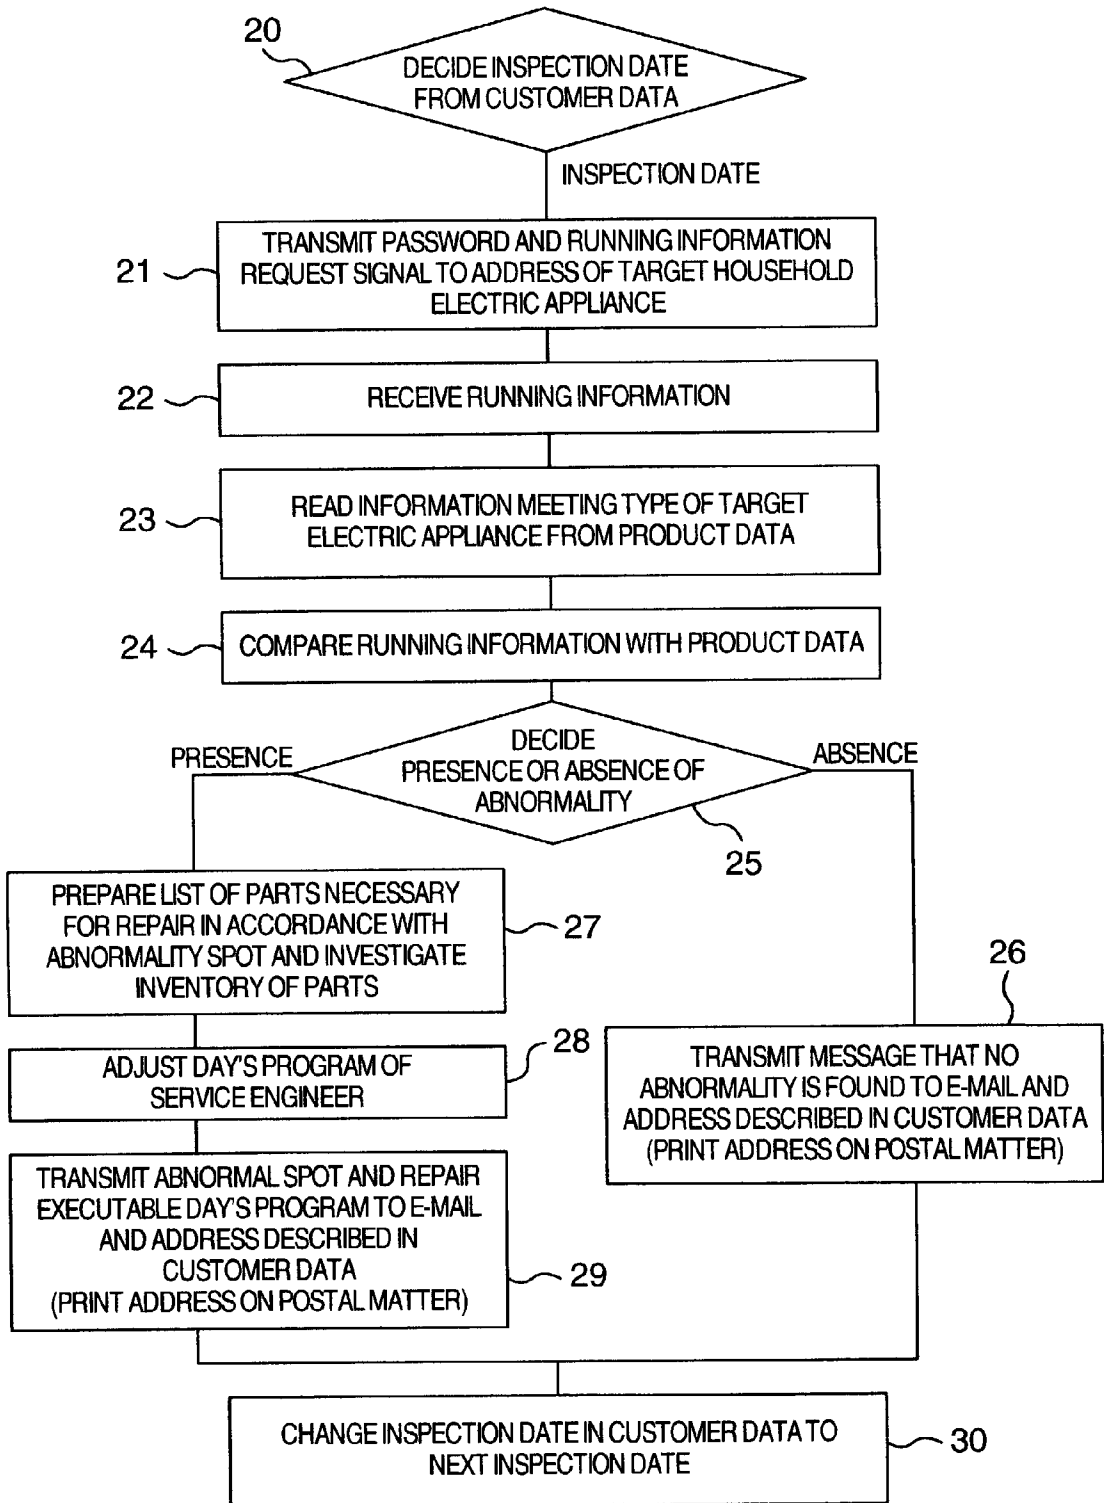 20
DECIDE INSPECTION DATE
FROM CUSTOMER DATA
INSPECTION DATE
21
TRANSMIT PASSWORD AND RUNNING INFORMATION
REQUEST SIGNAL TO ADDRESS OF TARGET HOUSEHOLD
ELECTRIC APPLIANCE
22
RECEIVE RUNNING INFORMATION
23
READ INFORMATION MEETING TYPE OF TARGET
ELECTRIC APPLIANCE FROM PRODUCT DATA
24
COMPARE RUNNING INFORMATION WITH PRODUCT DATA
PRESENCE
DECIDE
PRESENCE OR ABSENCE OF
ABNORMALITY
ABSENCE
25
PREPARE LIST OF PARTS NECESSARY
FOR REPAIR IN ACCORDANCE WITH
ABNORMALITY SPOT AND INVESTIGATE
INVENTORY OF PARTS
27
26
ADJUST DAY'S PROGRAM OF
SERVICE ENGINEER
28
TRANSMIT MESSAGE THAT NO
ABNORMALITY IS FOUND TO E-MAIL AND
ADDRESS DESCRIBED IN CUSTOMER DATA
(PRINT ADDRESS ON POSTAL MATTER)
TRANSMIT ABNORMAL SPOT AND REPAIR
EXECUTABLE DAY'S PROGRAM TO E-MAIL
AND ADDRESS DESCRIBED IN
CUSTOMER DATA
(PRINT ADDRESS ON POSTAL MATTER)
29
CHANGE INSPECTION DATE IN CUSTOMER DATA TO
NEXT INSPECTION DATE
30